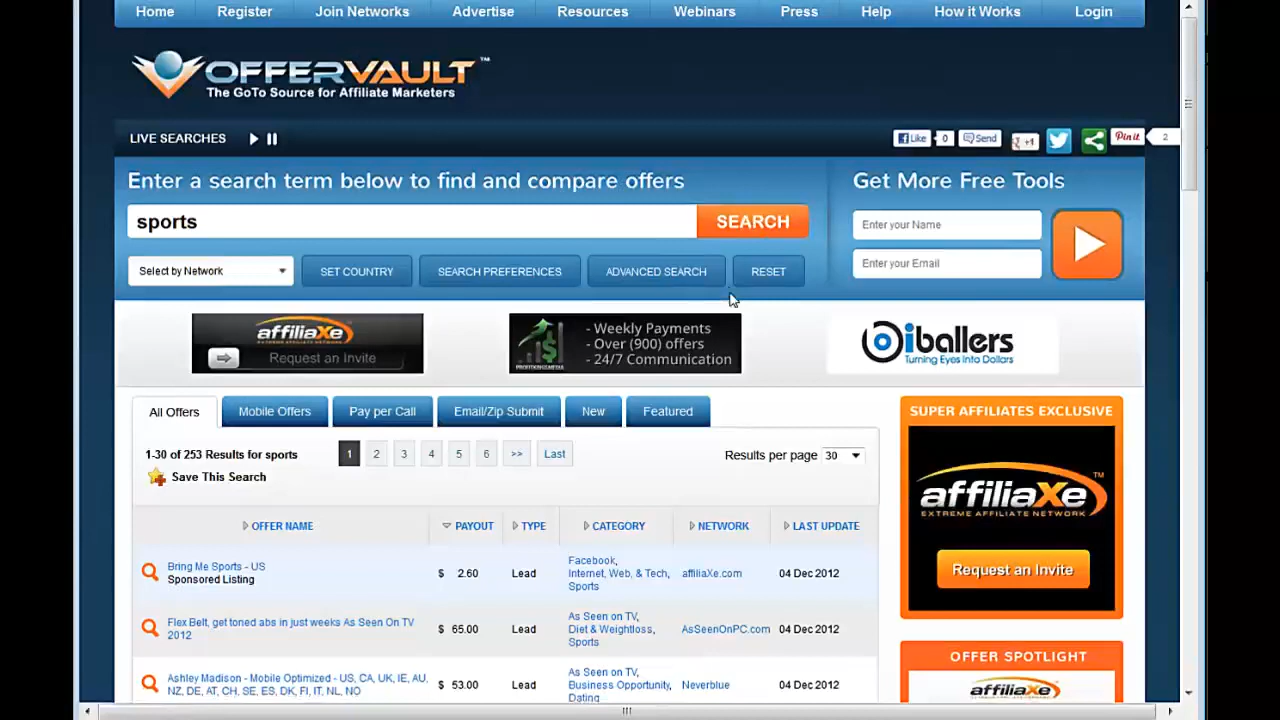 Home Register Join Networks Advertise Resources Webinars Press Help How it Works Login
OFFERVAULT ™
The GoTo Source for Affiliate Marketers
LIVE SEARCHES
Like 0 Send +1 Pin it 2
Enter a search term below to find and compare offers
Get More Free Tools
sports SEARCH
Enter your Name
Select by Network SET COUNTRY SEARCH PREFERENCES ADVANCED SEARCH RESET
Enter your Email
affiliaXe
EXTREME AFFILIATE NETWORK
Request an Invite
- Weekly Payments
- Over (900) offers
- 24/7 Communication
iballers
Turning Eyes Into Dollars
All Offers Mobile Offers Pay per Call Email/Zip Submit New Featured
1-30 of 253 Results for sports 1 2 3 4 5 6 >> Last Results per page 30
Save This Search
OFFER NAME PAYOUT TYPE CATEGORY NETWORK LAST UPDATE
Bring Me Sports - US
Sponsored Listing
$ 2.60 Lead
Facebook,
Internet, Web, & Tech,
Sports
affiliaXe.com 04 Dec 2012
Flex Belt, get toned abs in just weeks As Seen On TV
2012
$ 65.00 Lead
As Seen on TV,
Diet & Weightloss,
Sports
AsSeenOnPC.com 04 Dec 2012
Ashley Madison - Mobile Optimized - US, CA, UK, IE, AU,
NZ, DE, AT, CH, SE, ES, DK, FI, IT, NL, NO
$ 53.00 Lead
As Seen on TV,
Business Opportunity,
Dating
Neverblue 04 Dec 2012
SUPER AFFILIATES EXCLUSIVE
affiliaXe ™
EXTREME AFFILIATE NETWORK
Request an Invite
OFFER SPOTLIGHT
affiliaXe